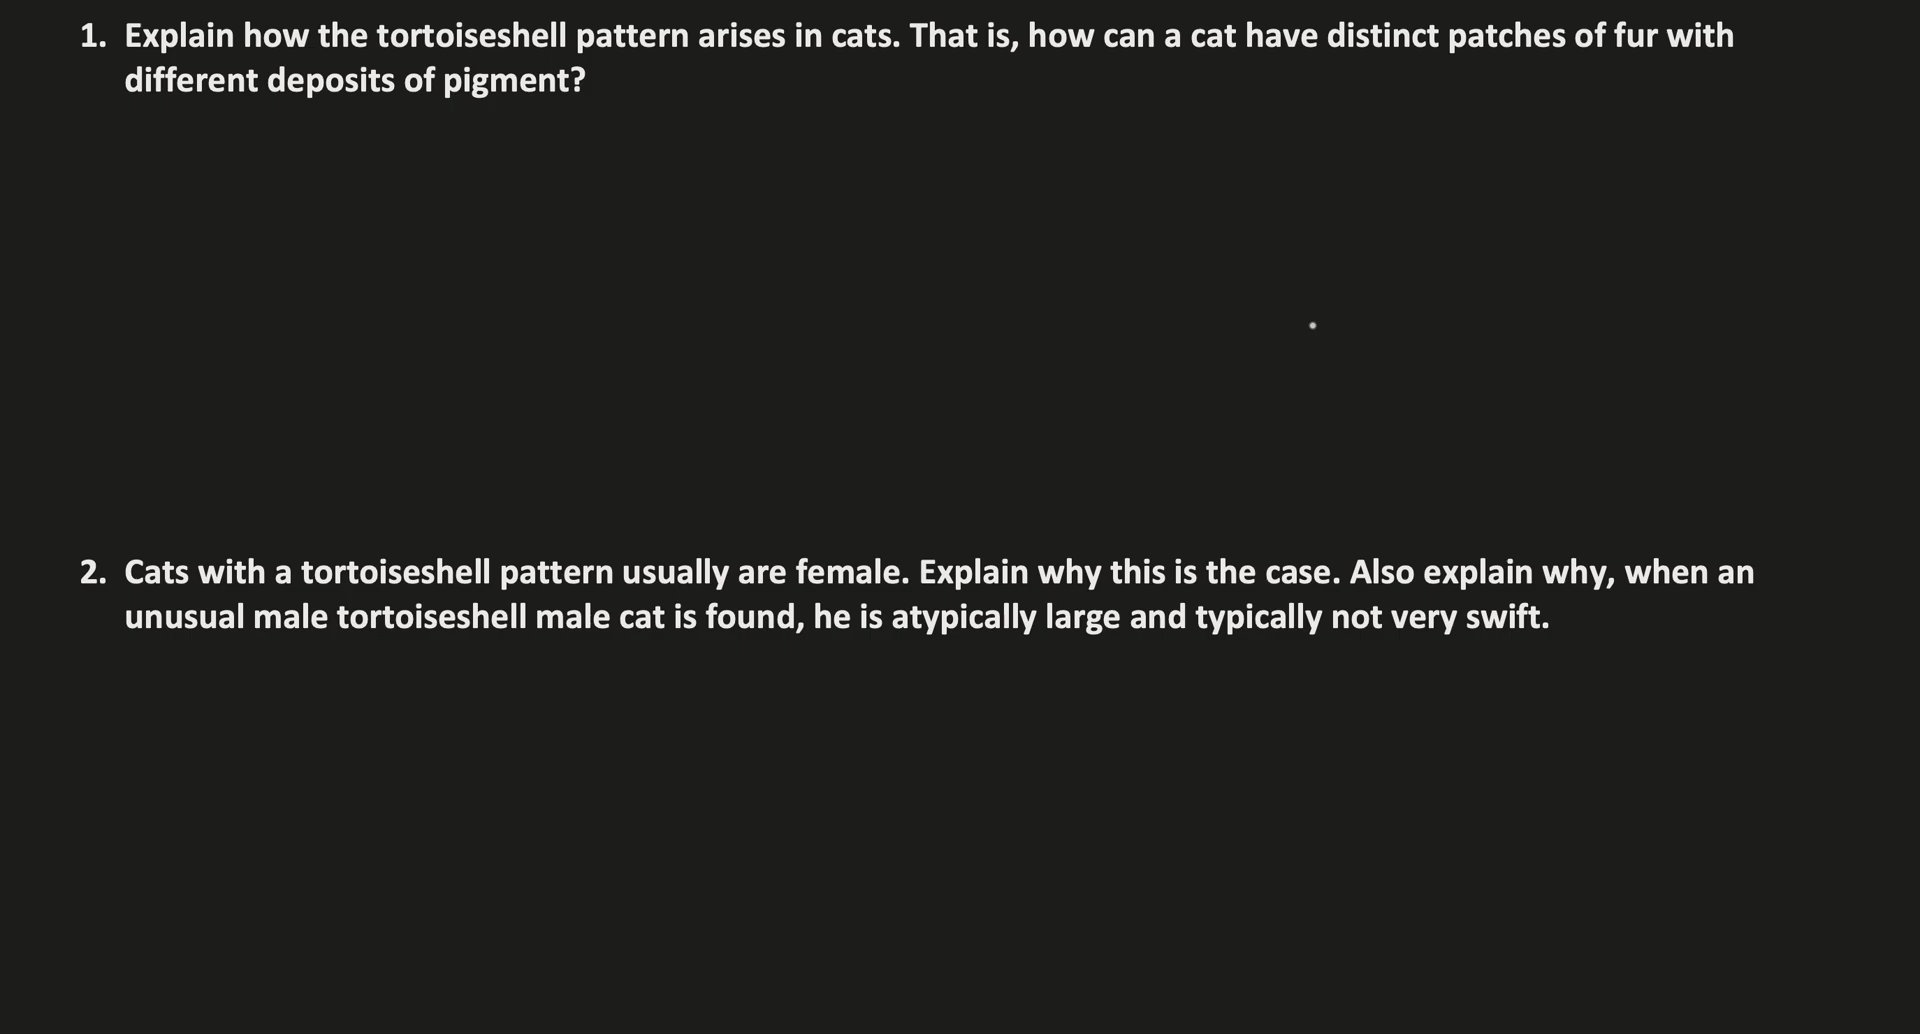 1. Explain how the tortoiseshell pattern arises in cats. That is, how can a cat have distinct patches of fur with
different deposits of pigment?
2. Cats with a tortoiseshell pattern usually are female. Explain why this is the case. Also explain why, when an
unusual male tortoiseshell male cat is found, he is atypically large and typically not very swift.